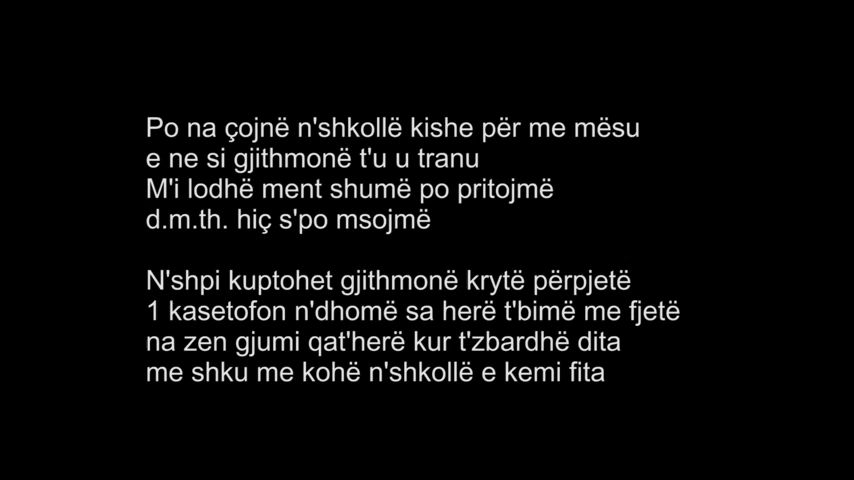 Po na çojnë n'shkollë kishe për me mësu
e ne si gjithmonë t'u u tranu
M'i lodhë ment shumë po pritojmë
d.m.th. hiç s'po msojmë
N'shpi kuptohet gjithmonë krytë përpjetë
1 kasetofon n'dhomë sa herë t'bimë me fjetë
na zen gjumi qat'herë kur t'zbardhë dita
me shku me kohë n'shkollë e kemi fita